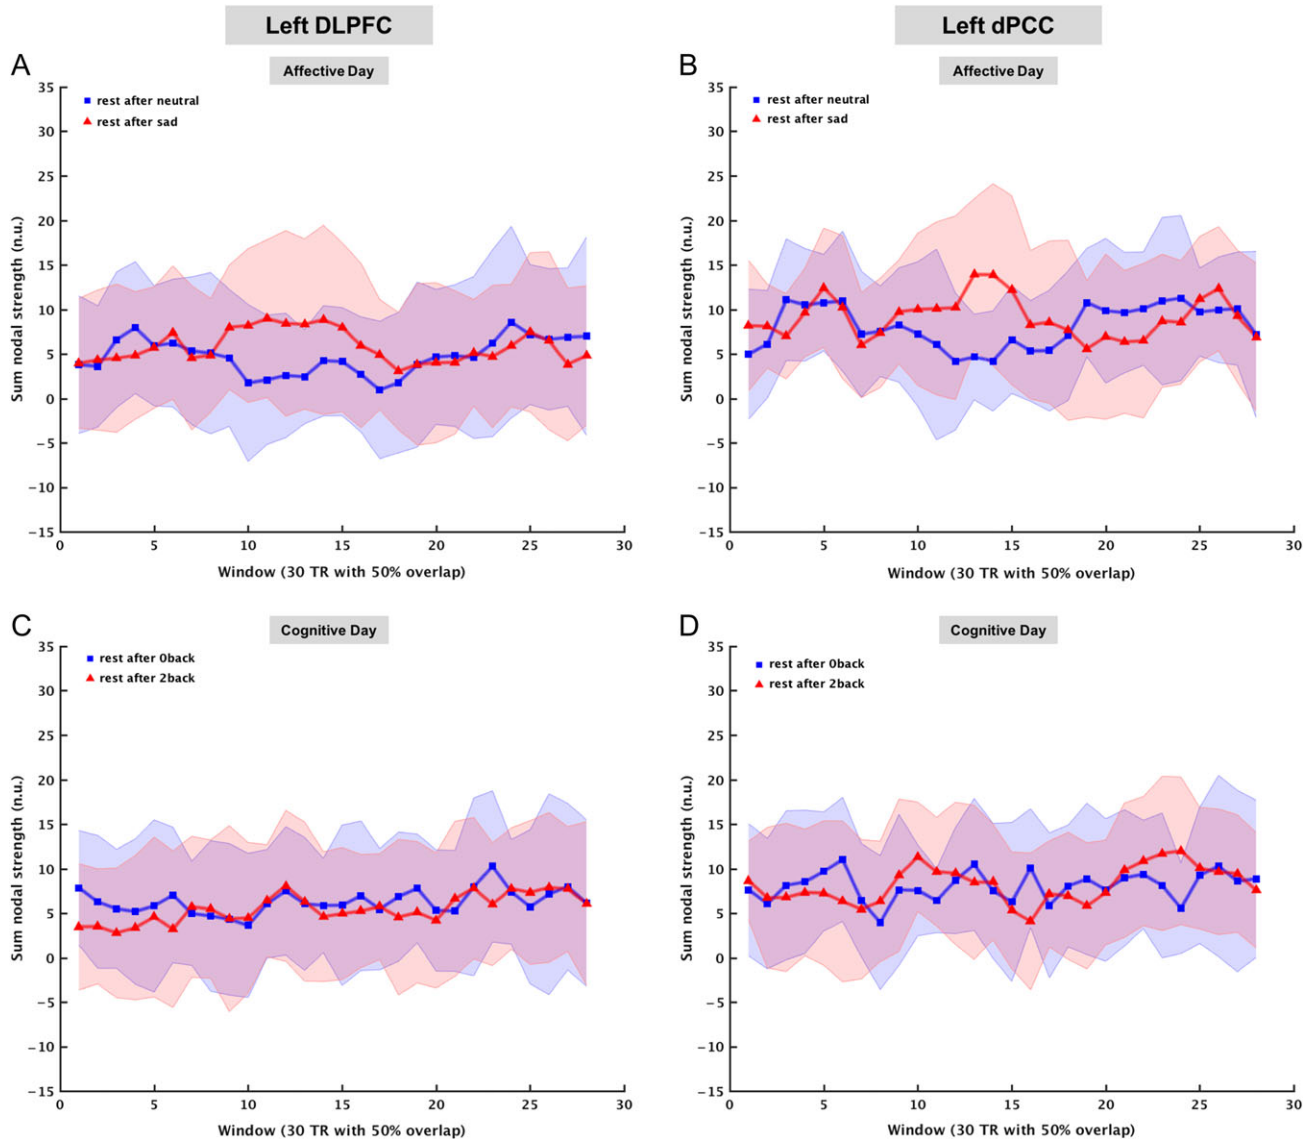 Left DLPFC
Left dPCC
A
Affective Day
B
Affective Day
35
30
25
20
15
10
5
0
−5
−10
−15
rest after neutral
rest after sad
Sum nodal strength (n.u.)
0 5 10 15 20 25 30
Window (30 TR with 50% overlap)
35
30
25
20
15
10
5
0
−5
−10
−15
rest after neutral
rest after sad
Sum nodal strength (n.u.)
0 5 10 15 20 25 30
Window (30 TR with 50% overlap)
C
Cognitive Day
35
30
25
20
15
10
5
0
−5
−10
−15
rest after 0back
rest after 2back
Sum nodal strength (n.u.)
0 5 10 15 20 25 30
Window (30 TR with 50% overlap)
D
Cognitive Day
35
30
25
20
15
10
5
0
−5
−10
−15
rest after 0back
rest after 2back
Sum nodal strength (n.u.)
0 5 10 15 20 25 30
Window (30 TR with 50% overlap)